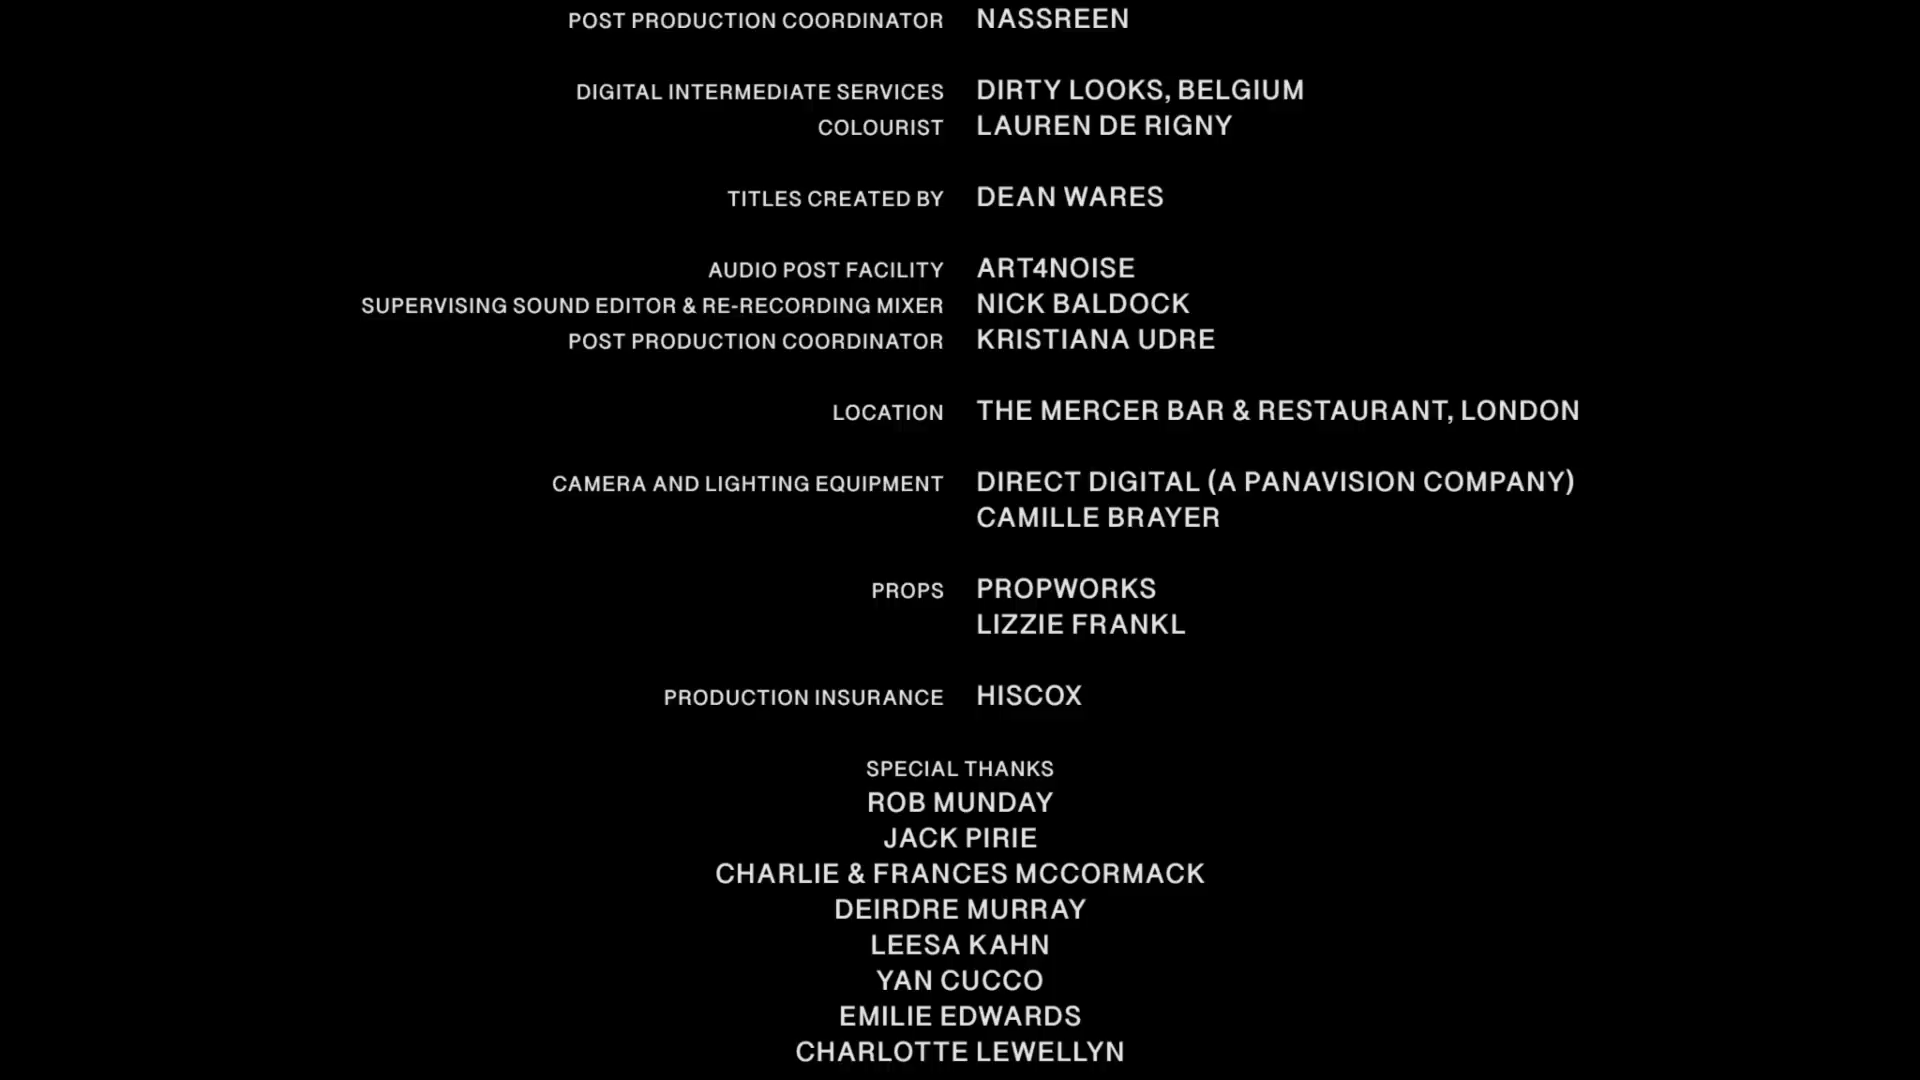 POST PRODUCTION COORDINATOR NASSREEN
DIGITAL INTERMEDIATE SERVICES DIRTY LOOKS, BELGIUM
COLOURIST LAUREN DE RIGNY
TITLES CREATED BY DEAN WARES
AUDIO POST FACILITY ART4NOISE
SUPERVISING SOUND EDITOR & RE-RECORDING MIXER NICK BALDOCK
POST PRODUCTION COORDINATOR KRISTIANA UDRE
LOCATION THE MERCER BAR & RESTAURANT, LONDON
CAMERA AND LIGHTING EQUIPMENT DIRECT DIGITAL (A PANAVISION COMPANY)
CAMILLE BRAYER
PROPS PROPWORKS
LIZZIE FRANKL
PRODUCTION INSURANCE HISCOX
SPECIAL THANKS
ROB MUNDAY
JACK PIRIE
CHARLIE & FRANCES MCCORMACK
DEIRDRE MURRAY
LEESA KAHN
YAN CUCCO
EMILIE EDWARDS
CHARLOTTE LEWELLYN